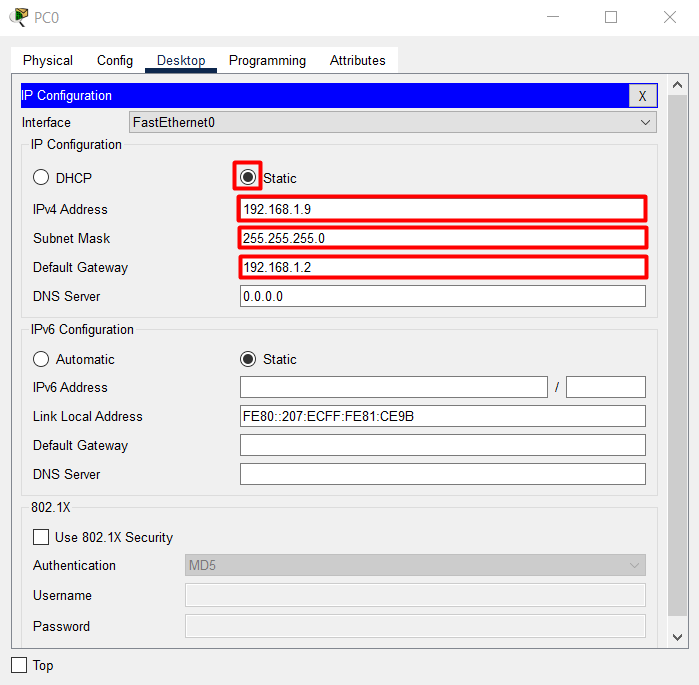 PC0
Physical Config Desktop Programming Attributes
IP Configuration X
Interface FastEthernet0
IP Configuration
DHCP Static
IPv4 Address 192.168.1.9
Subnet Mask 255.255.255.0
Default Gateway 192.168.1.2
DNS Server 0.0.0.0
IPv6 Configuration
Automatic Static
IPv6 Address /
Link Local Address FE80::207:ECFF:FE81:CE9B
Default Gateway
DNS Server
802.1X
Use 802.1X Security
Authentication MD5
Username
Password
Top